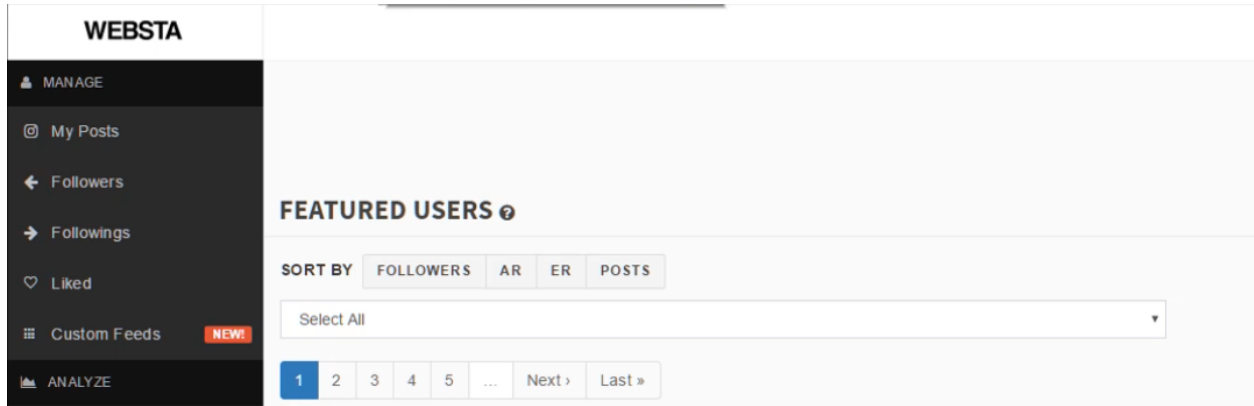 WEBSTA
MANAGE
My Posts
Followers
Followings
Liked
Custom Feeds NEW!
ANALYZE
FEATURED USERS
SORT BY FOLLOWERS AR ER POSTS
Select All
1 2 3 4 5 ... Next › Last »